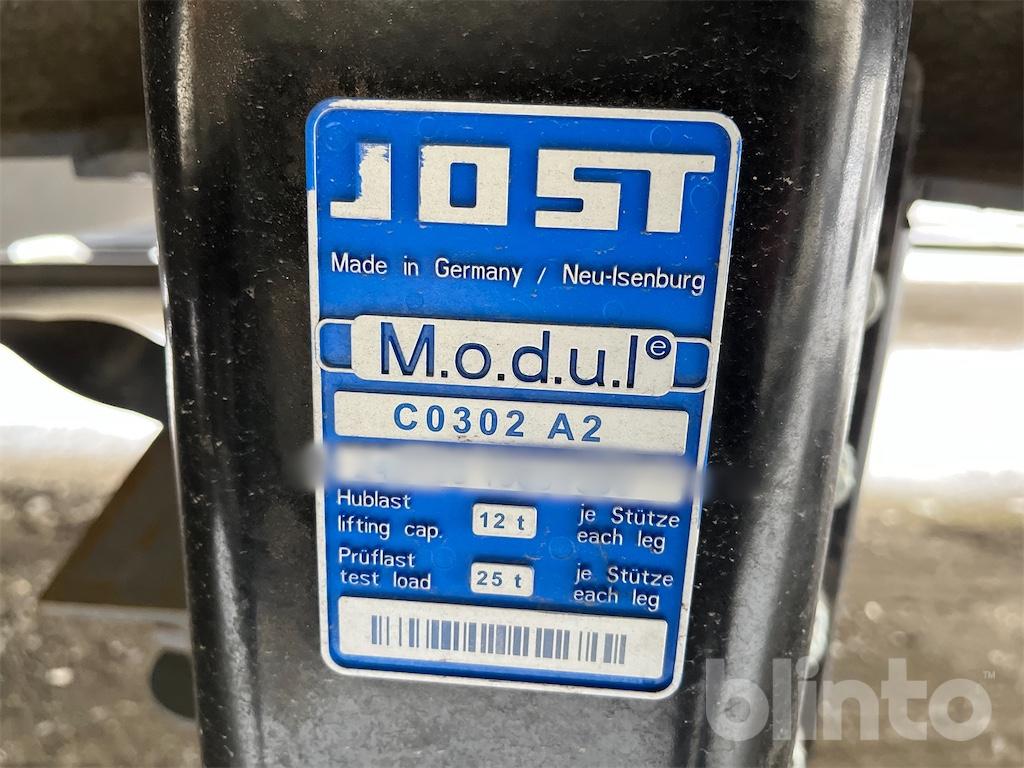 JOST
Made in Germany / Neu-Isenburg
M.o.d.u.l e
C0302 A2
Hublast
lifting cap. 12 t je Stütze
each leg
Prüflast
test load 25 t je Stütze
each leg
blinto™